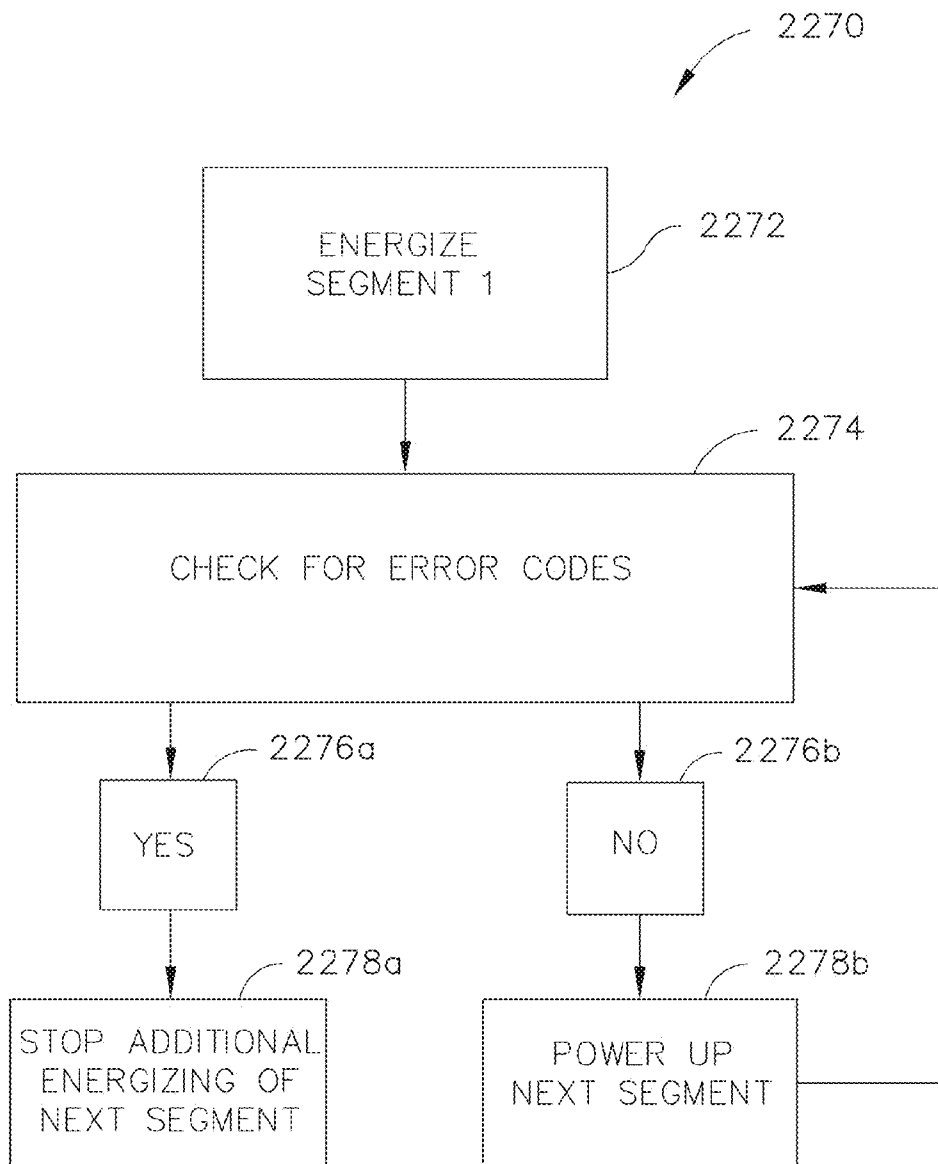 2270
ENERGIZE
SEGMENT 1
2272
2274
CHECK FOR ERROR CODES
2276a
2276b
YES
NO
2278a
2278b
STOP ADDITIONAL
ENERGIZING OF
NEXT SEGMENT
POWER UP
NEXT SEGMENT